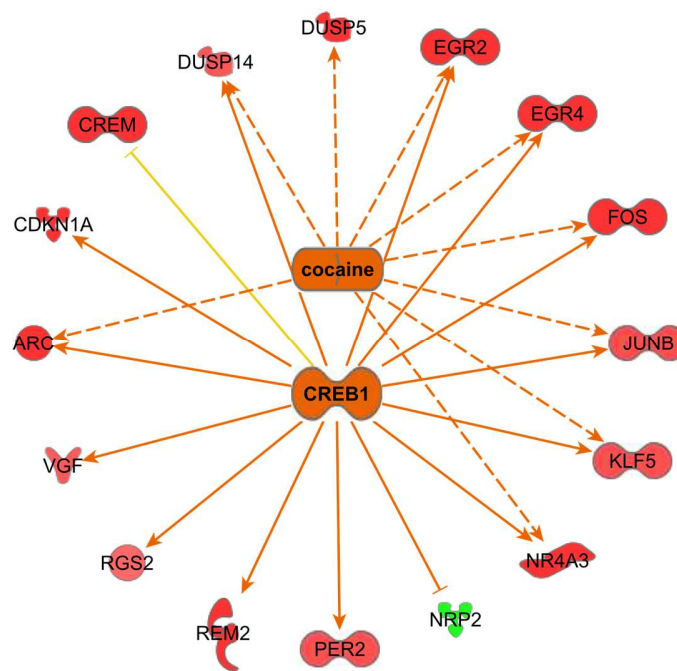 DUSP5
EGR2
DUSP14
EGR4
CREM
FOS
CDKN1A
cocaine
ARC
JUNB
CREB1
KLF5
VGF
RGS2
NR4A3
NRP2
REM2
PER2